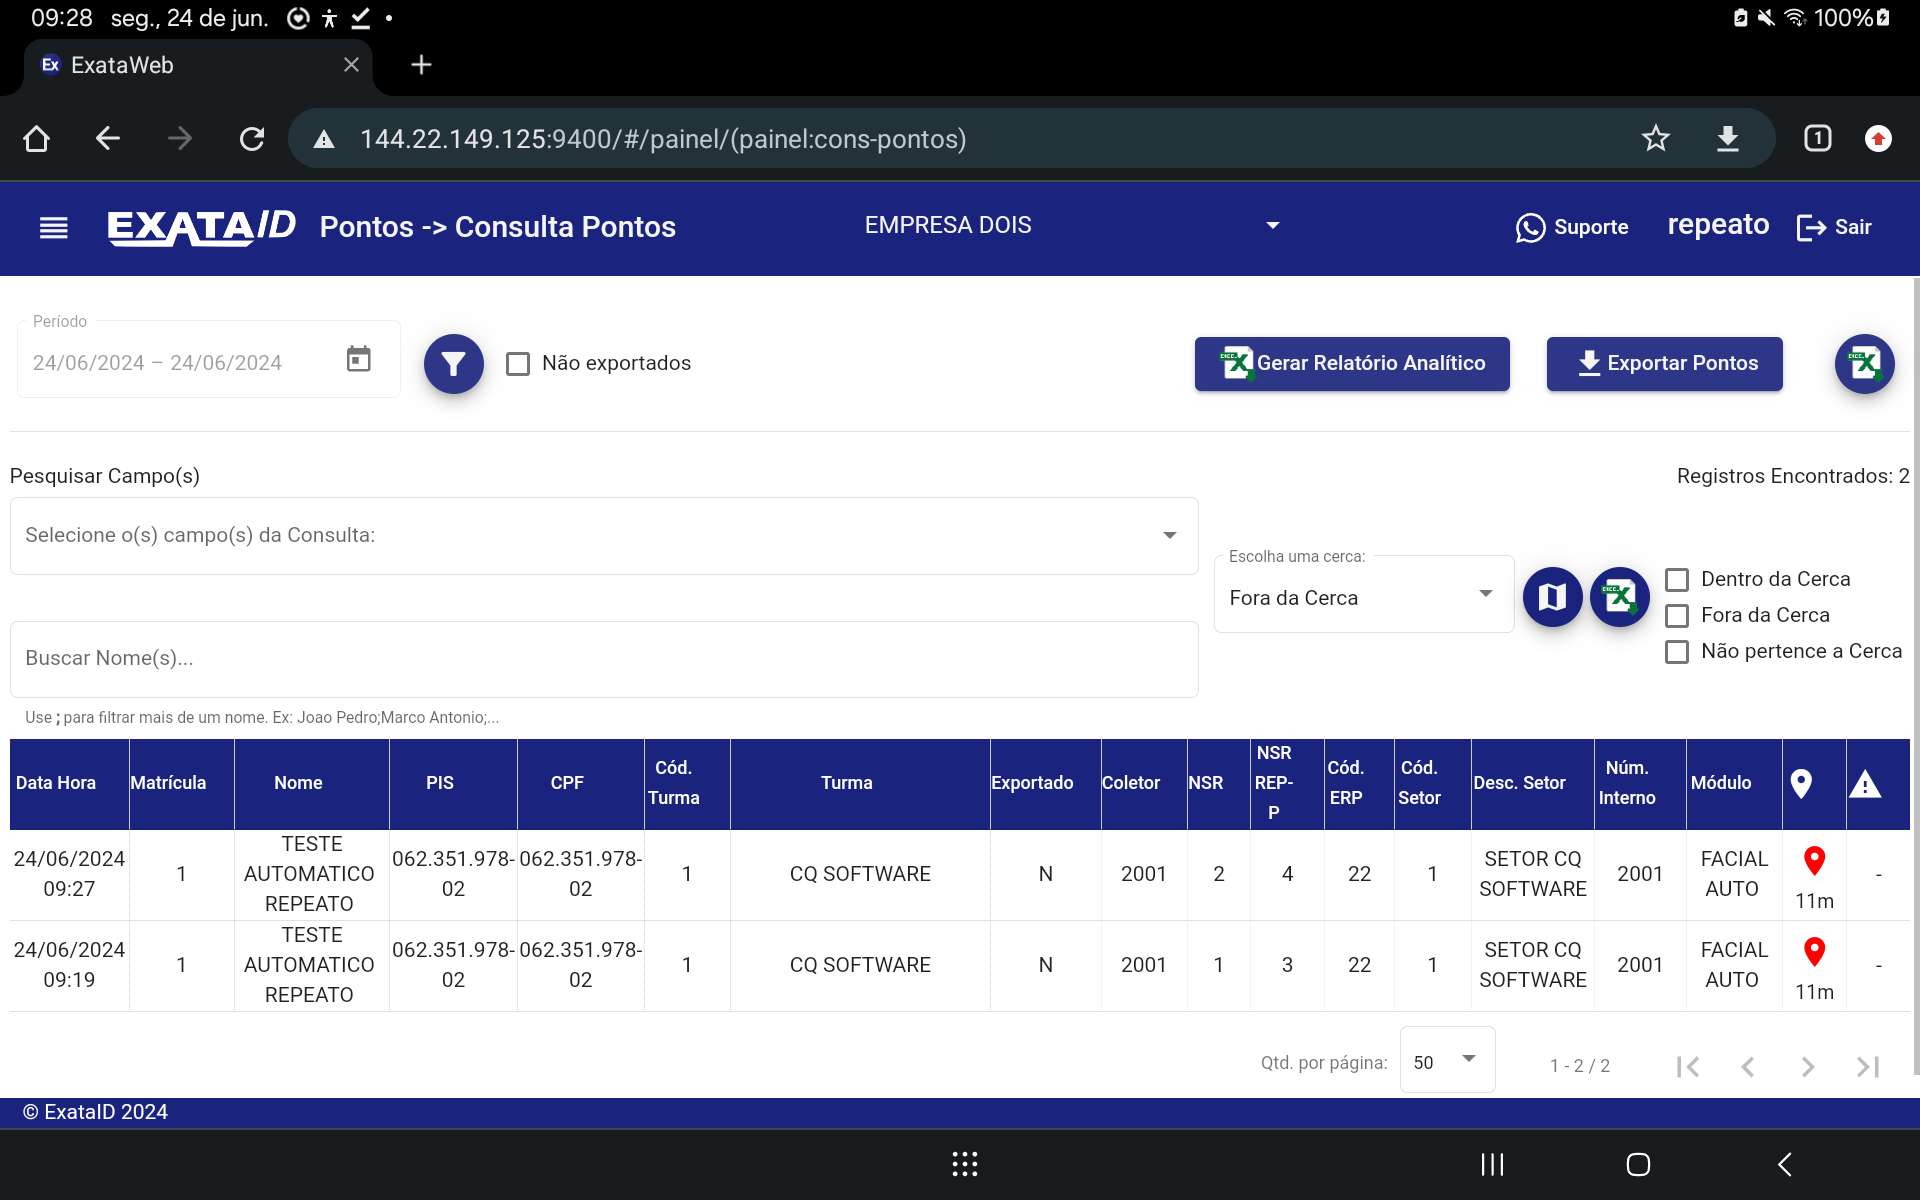 09:28 seg., 24 de jun. 100%
Ex ExataWeb
144.22.149.125:9400/#/painel/(painel:cons-pontos) 1
EXATA/ID Pontos -> Consulta Pontos EMPRESA DOIS Suporte repeato Sair
Período
24/06/2024 – 24/06/2024 Não exportados Gerar Relatório Analítico Exportar Pontos
Pesquisar Campo(s) Registros Encontrados: 2
Selecione o(s) campo(s) da Consulta:
Escolha uma cerca:
Fora da Cerca
Dentro da Cerca
Fora da Cerca
Não pertence a Cerca
Buscar Nome(s)...
Use ; para filtrar mais de um nome. Ex: Joao Pedro;Marco Antonio;...
Data Hora Matrícula Nome PIS CPF Cód. Turma Turma Exportado Coletor NSR NSR REP-P Cód. ERP Cód. Setor Desc. Setor Núm. Interno Módulo
24/06/2024 09:27 1 TESTE AUTOMATICO REPEATO 062.351.978-02 062.351.978-02 1 CQ SOFTWARE N 2001 2 4 22 1 SETOR CQ SOFTWARE 2001 FACIAL AUTO 11m -
24/06/2024 09:19 1 TESTE AUTOMATICO REPEATO 062.351.978-02 062.351.978-02 1 CQ SOFTWARE N 2001 1 3 22 1 SETOR CQ SOFTWARE 2001 FACIAL AUTO 11m -
Qtd. por página: 50 1 - 2 / 2
© ExataID 2024